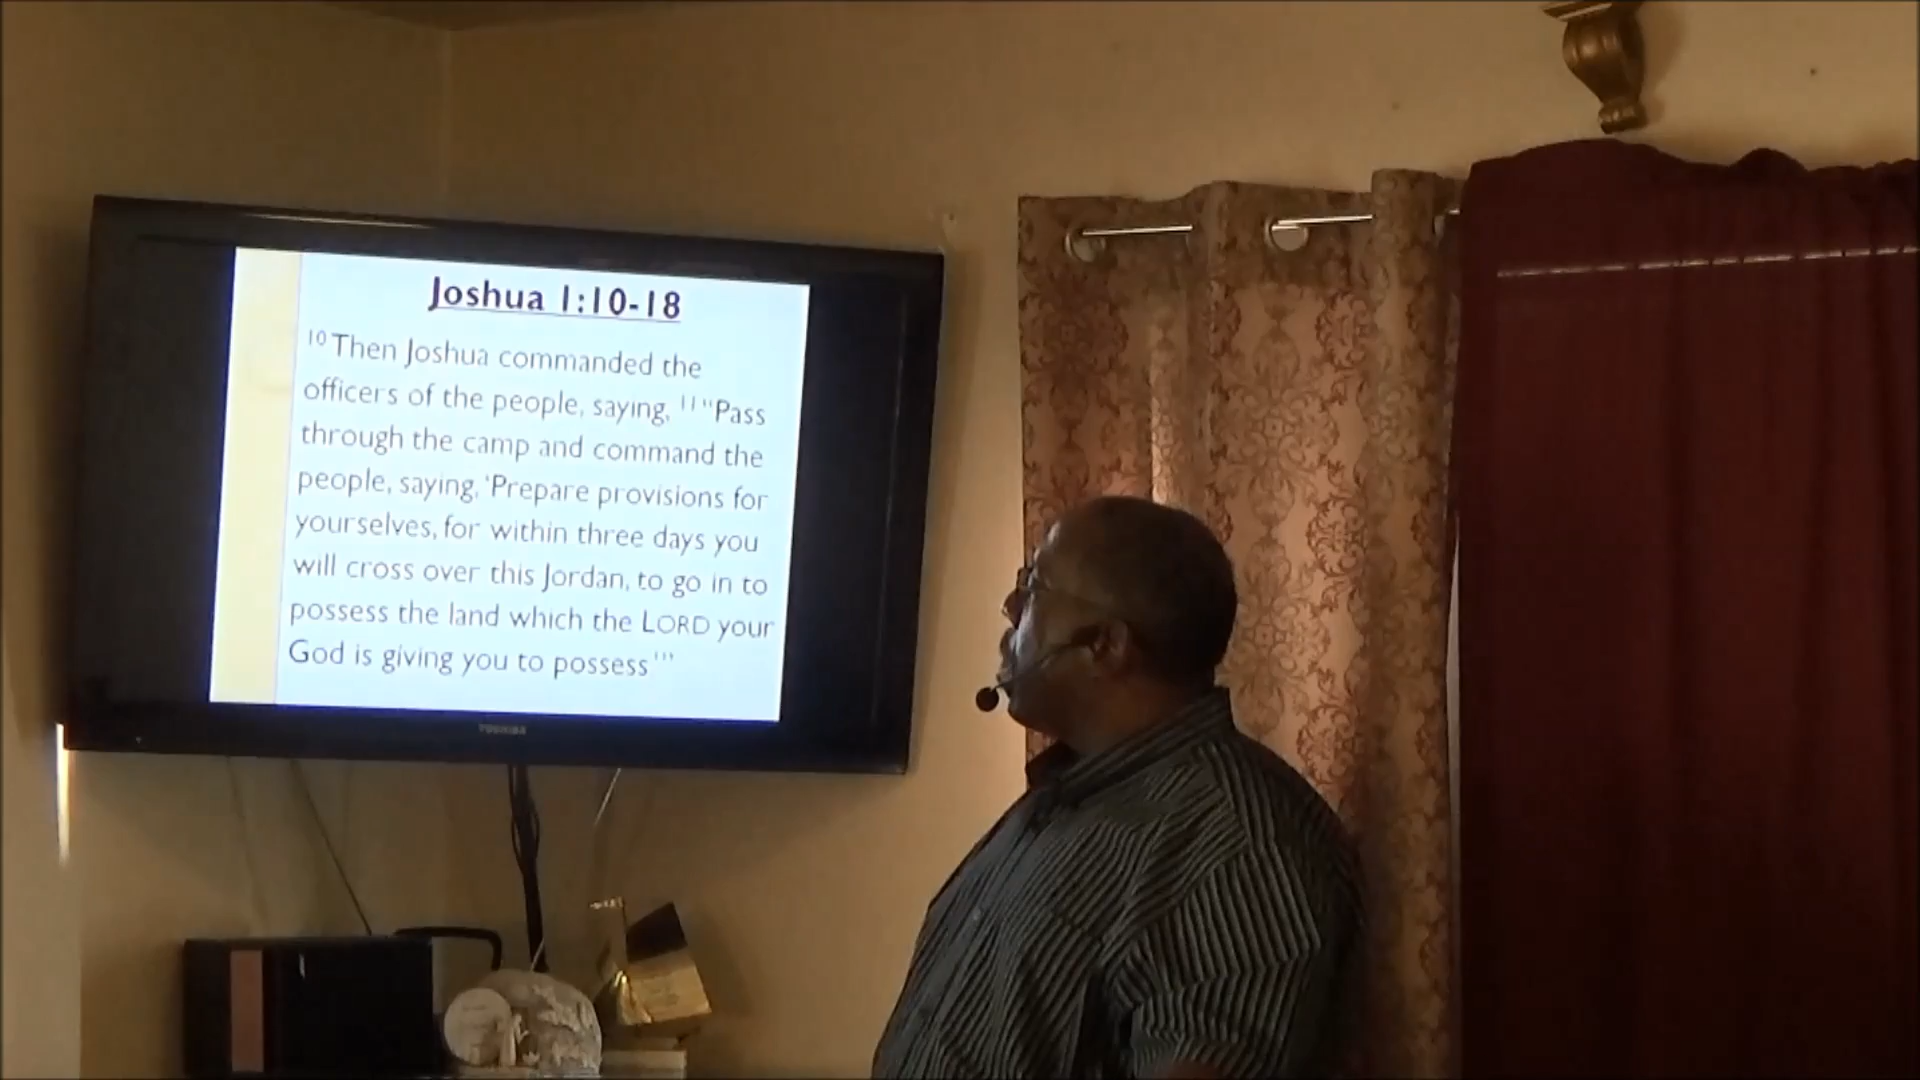 Joshua 1:10-18
10 Then Joshua commanded the
officers of the people, saying, 11 "Pass
through the camp and command the
people, saying, 'Prepare provisions for
yourselves, for within three days you
will cross over this Jordan, to go in to
possess the land which the LORD your
God is giving you to possess'"
TOSHIBA